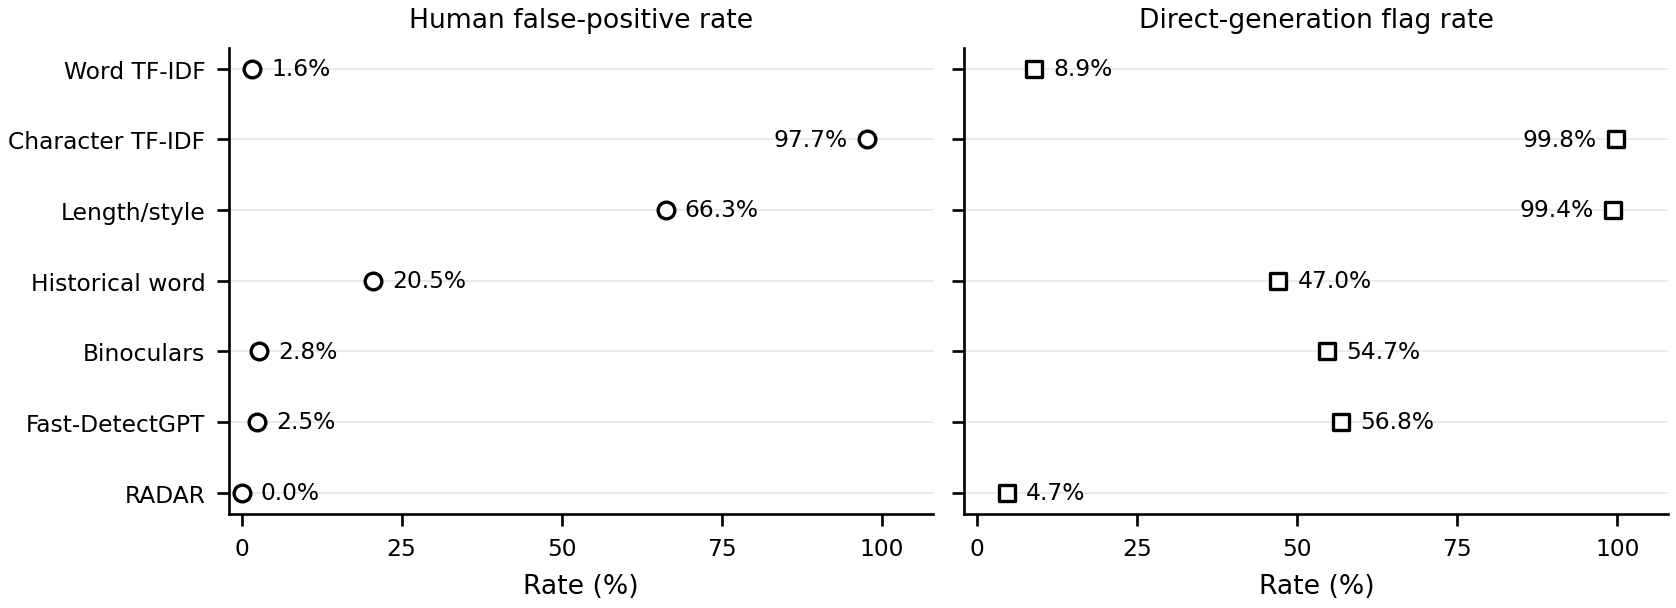 Human false-positive rate
Direct-generation flag rate
Word TF-IDF 1.6% 8.9%
Character TF-IDF 97.7% 99.8%
Length/style 66.3% 99.4%
Historical word 20.5% 47.0%
Binoculars 2.8% 54.7%
Fast-DetectGPT 2.5% 56.8%
RADAR 0.0% 4.7%
0 25 50 75 100
0 25 50 75 100
Rate (%)
Rate (%)